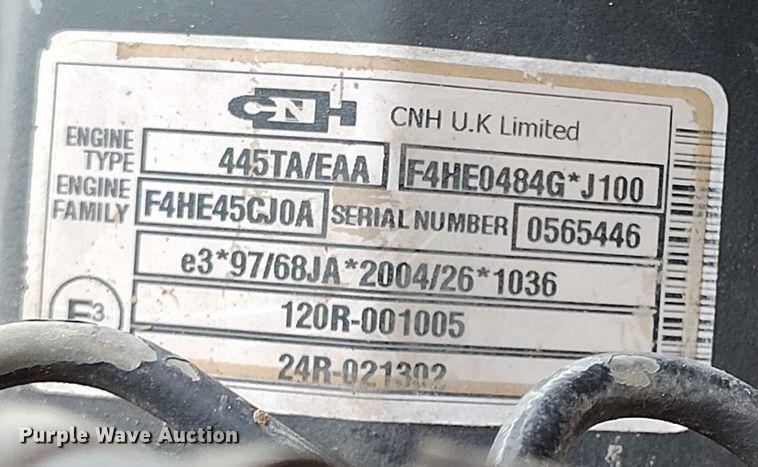 CNH CNH U.K Limited
ENGINE TYPE 445TA/EAA F4HE0484G*J100
ENGINE FAMILY F4HE45CJ0A SERIAL NUMBER 0565446
e3*97/68JA*2004/26*1036
E3 120R-001005
24R-021302
Purple Wave Auction